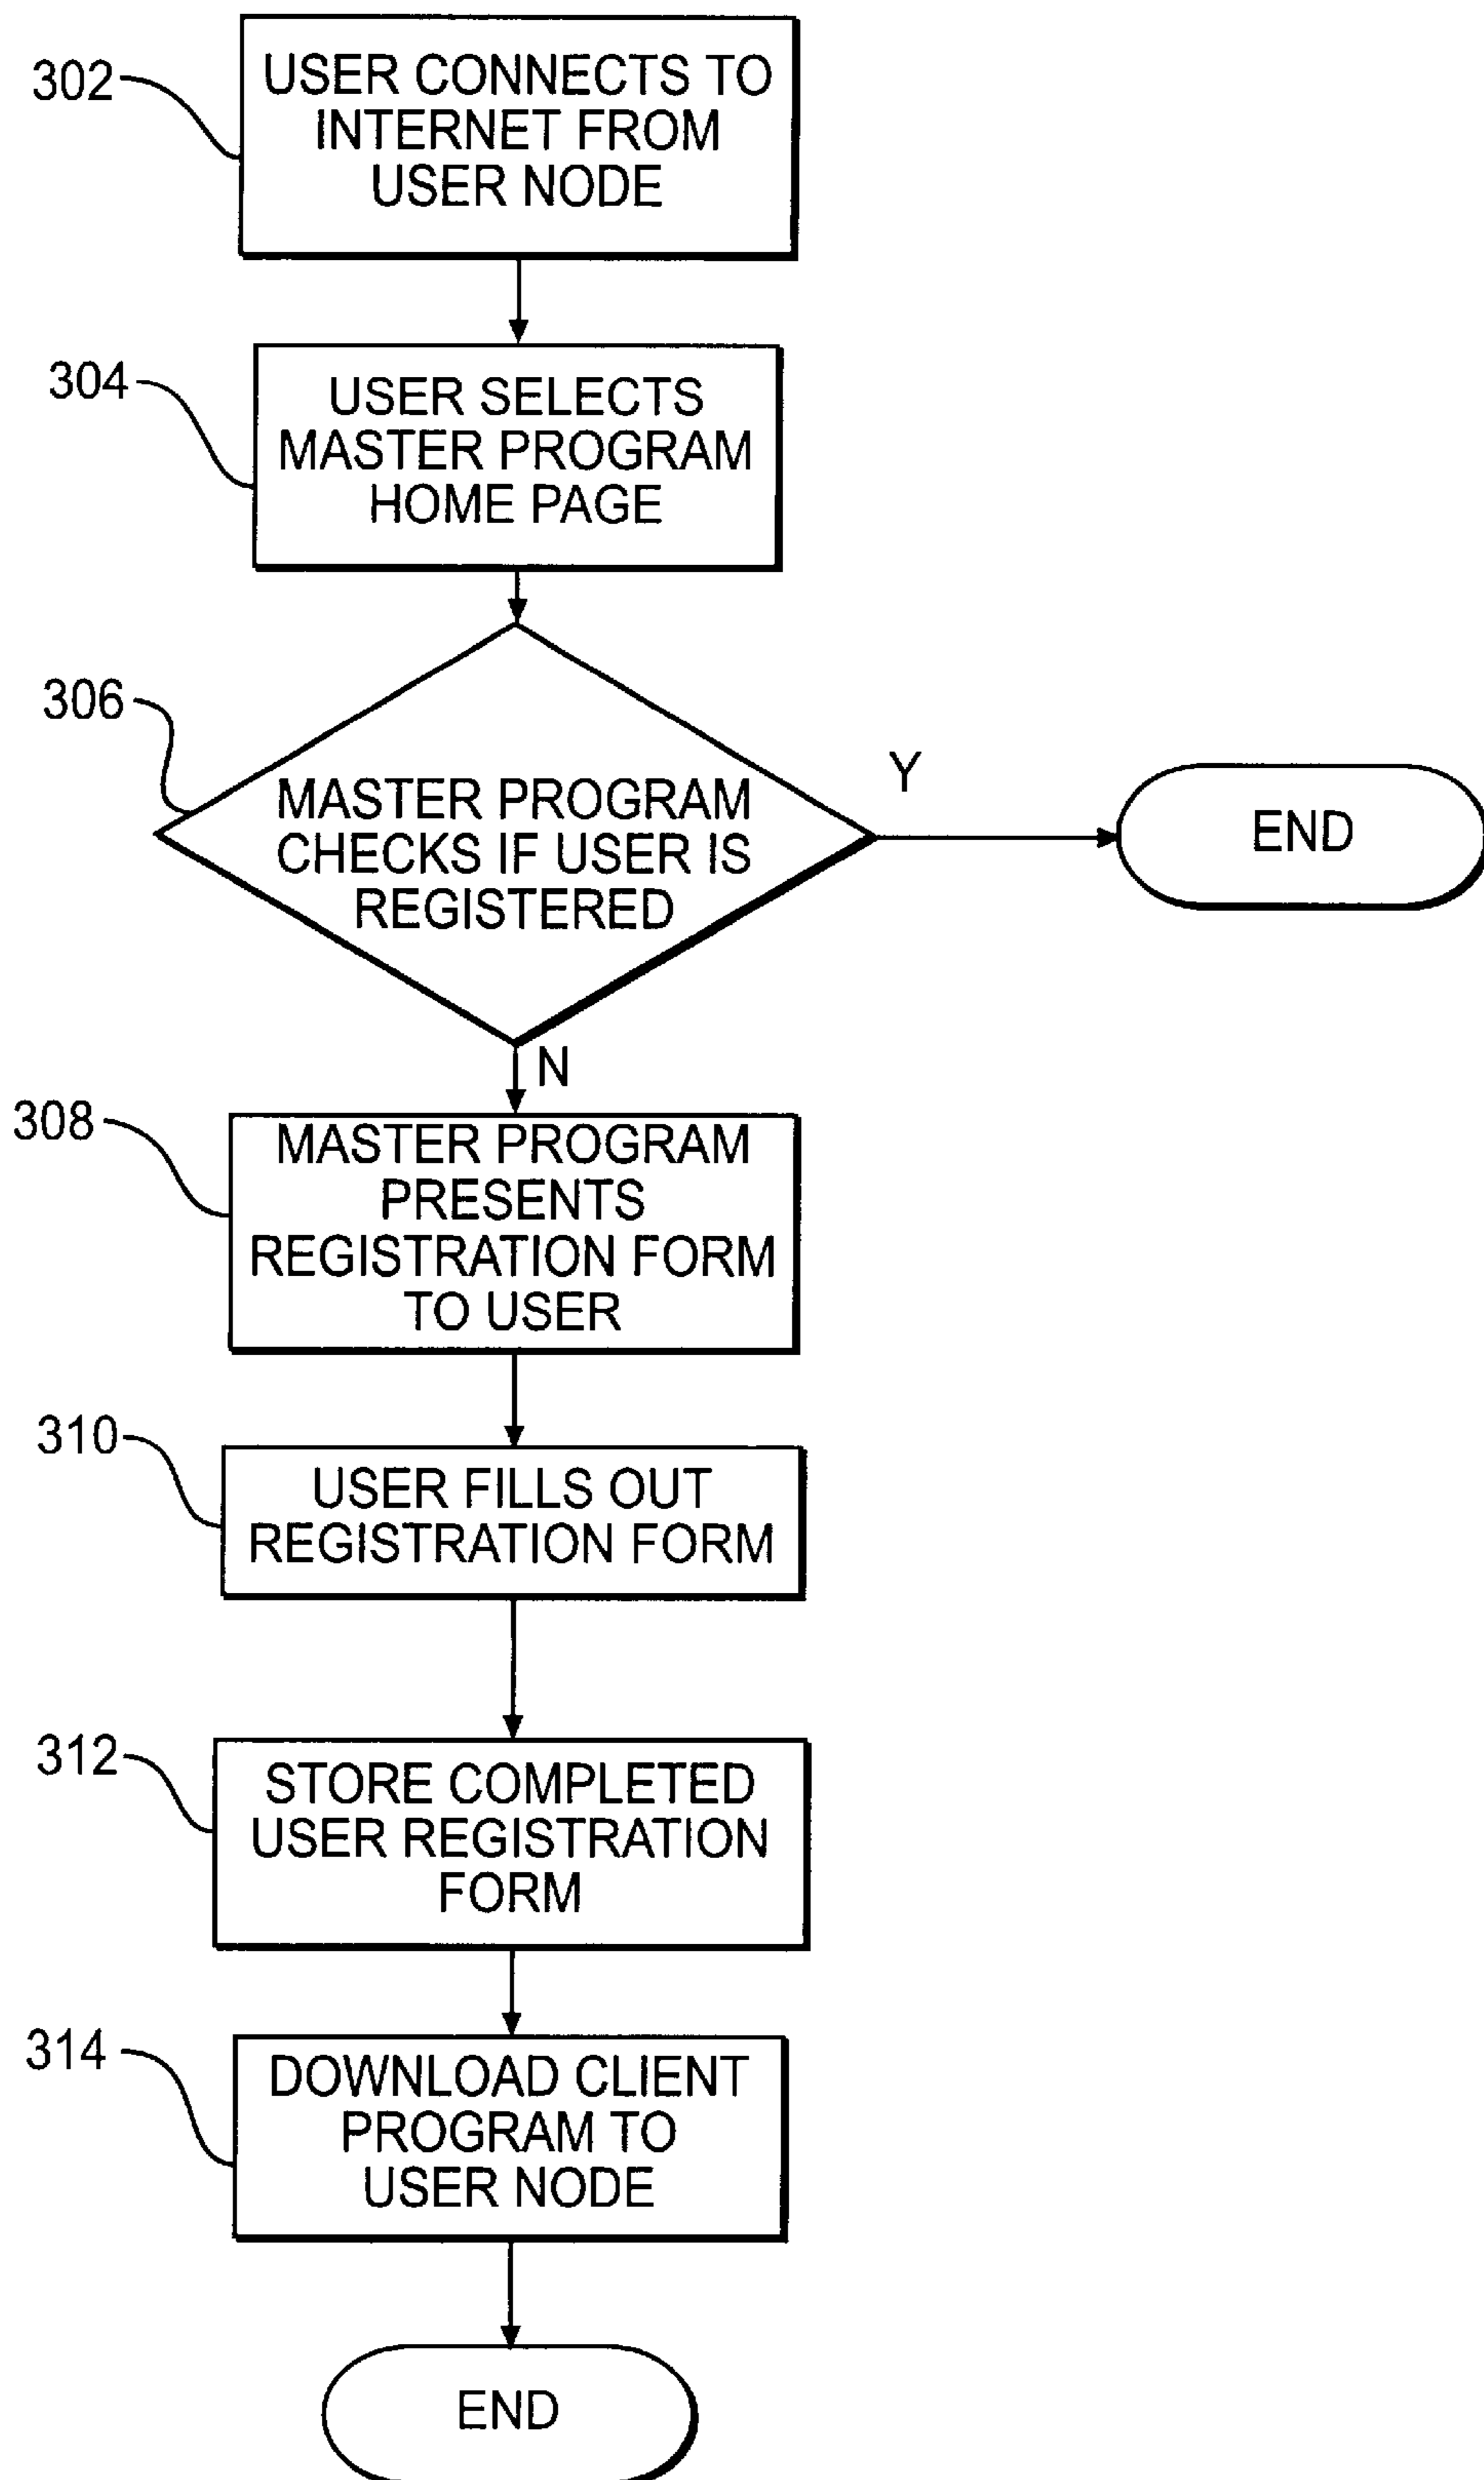 302
USER CONNECTS TO
INTERNET FROM
USER NODE
304
USER SELECTS
MASTER PROGRAM
HOME PAGE
306
MASTER PROGRAM
CHECKS IF USER IS
REGISTERED
Y
END
N
308
MASTER PROGRAM
PRESENTS
REGISTRATION FORM
TO USER
310
USER FILLS OUT
REGISTRATION FORM
312
STORE COMPLETED
USER REGISTRATION
FORM
314
DOWNLOAD CLIENT
PROGRAM TO
USER NODE
END